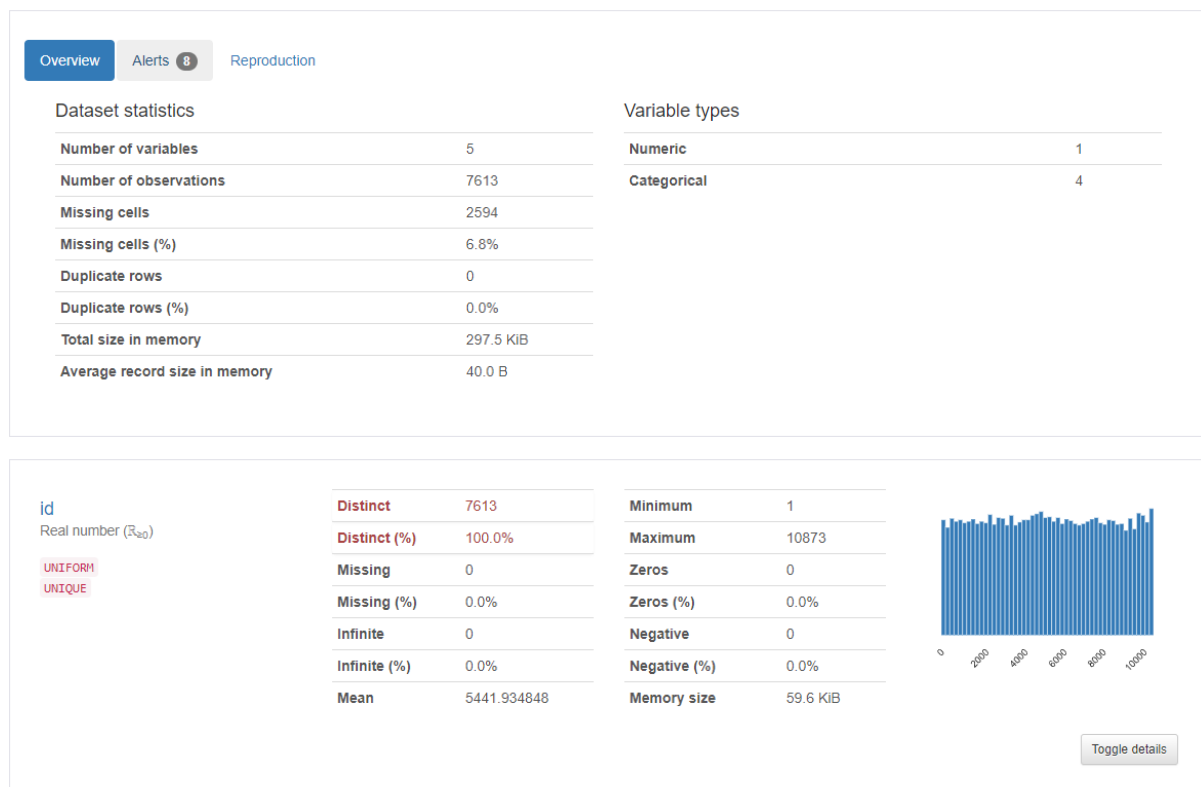 Overview Alerts 8 Reproduction
Dataset statistics
Number of variables 5
Number of observations 7613
Missing cells 2594
Missing cells (%) 6.8%
Duplicate rows 0
Duplicate rows (%) 0.0%
Total size in memory 297.5 KiB
Average record size in memory 40.0 B
Variable types
Numeric 1
Categorical 4
id
Real number (ℝ≥0)
UNIFORM
UNIQUE
Distinct 7613
Distinct (%) 100.0%
Missing 0
Missing (%) 0.0%
Infinite 0
Infinite (%) 0.0%
Mean 5441.934848
Minimum 1
Maximum 10873
Zeros 0
Zeros (%) 0.0%
Negative 0
Negative (%) 0.0%
Memory size 59.6 KiB
0 2000 4000 6000 8000 10000
Toggle details